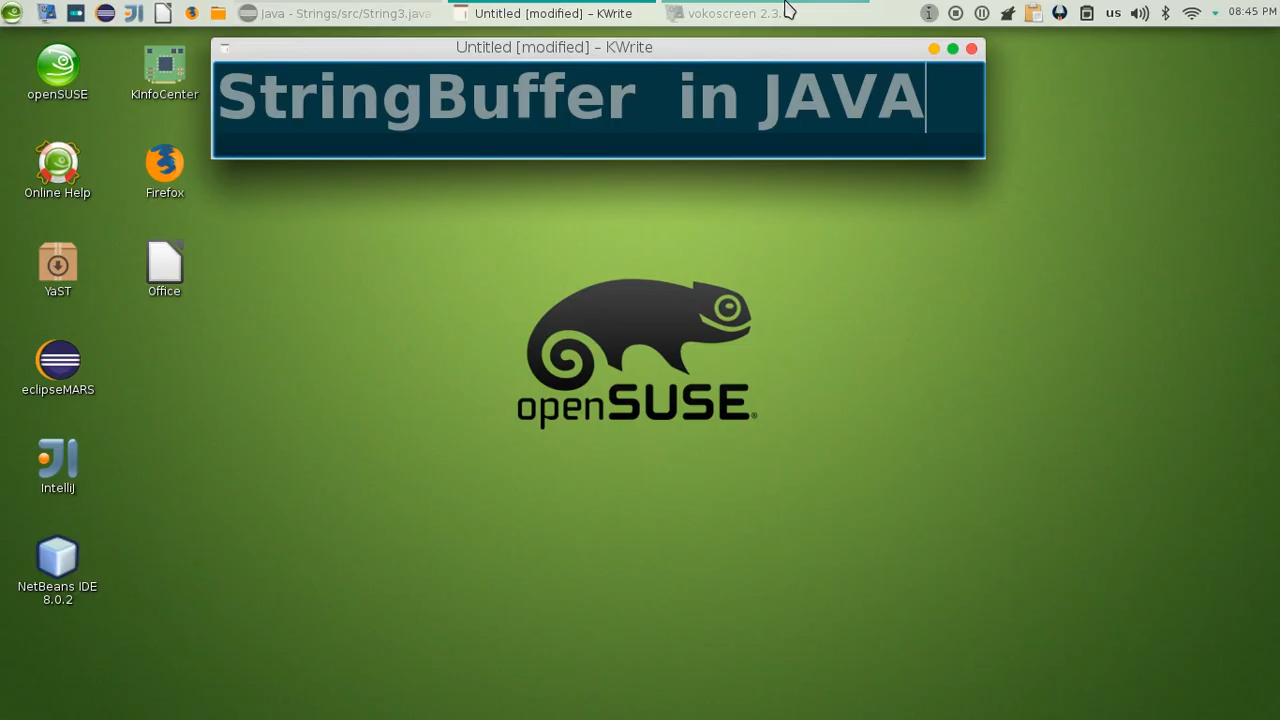 Java - Strings/src/String3.java
Untitled [modified] – KWrite
vokoscreen 2.3.
us
08:45 PM
openSUSE
KInfoCenter
Untitled [modified] – KWrite
StringBuffer  in JAVA
Online Help
Firefox
YaST
Office
eclipseMARS
openSUSE
IntelliJ
NetBeans IDE
8.0.2